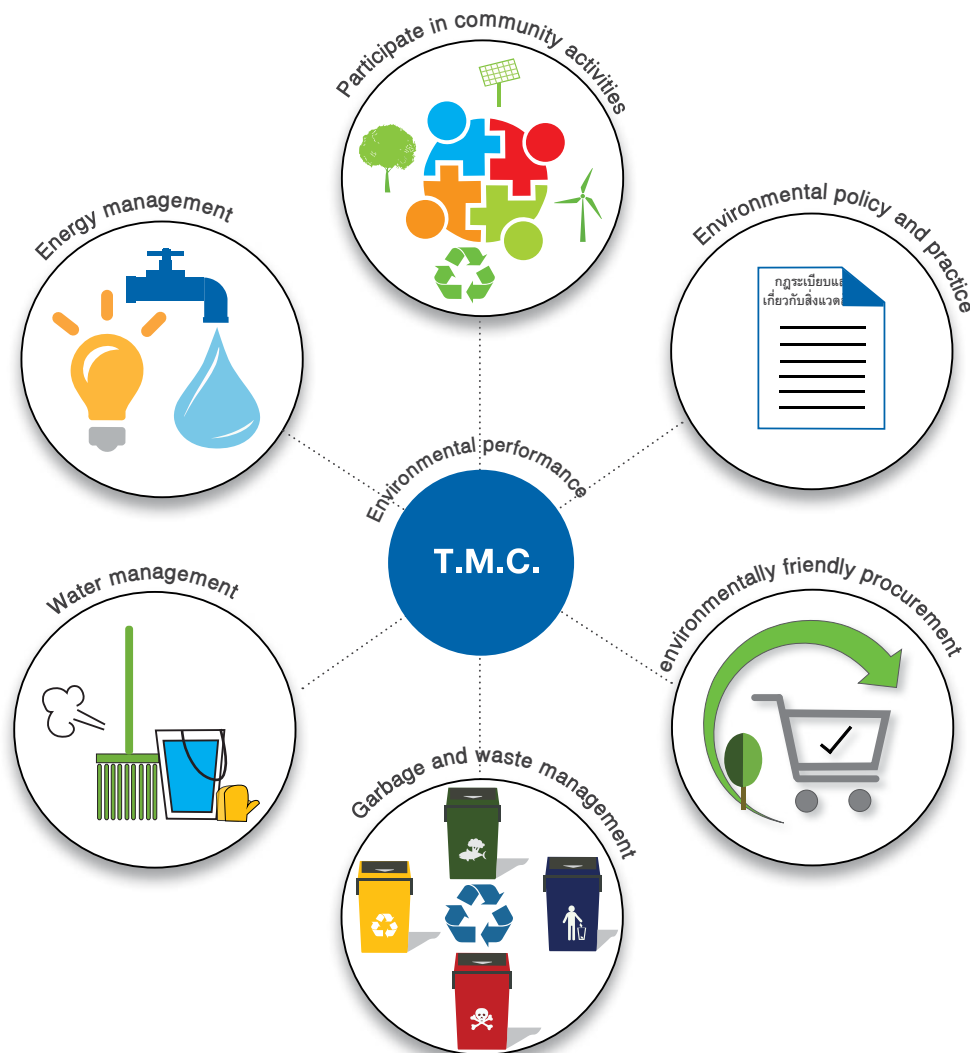 Participate in community activities
Energy management
Environmental policy and practice
กฎระเบียบแ
เกี่ยวกับสิ่งแวด
Environmental performance
T.M.C.
Water management
environmentally friendly procurement
Garbage and waste management